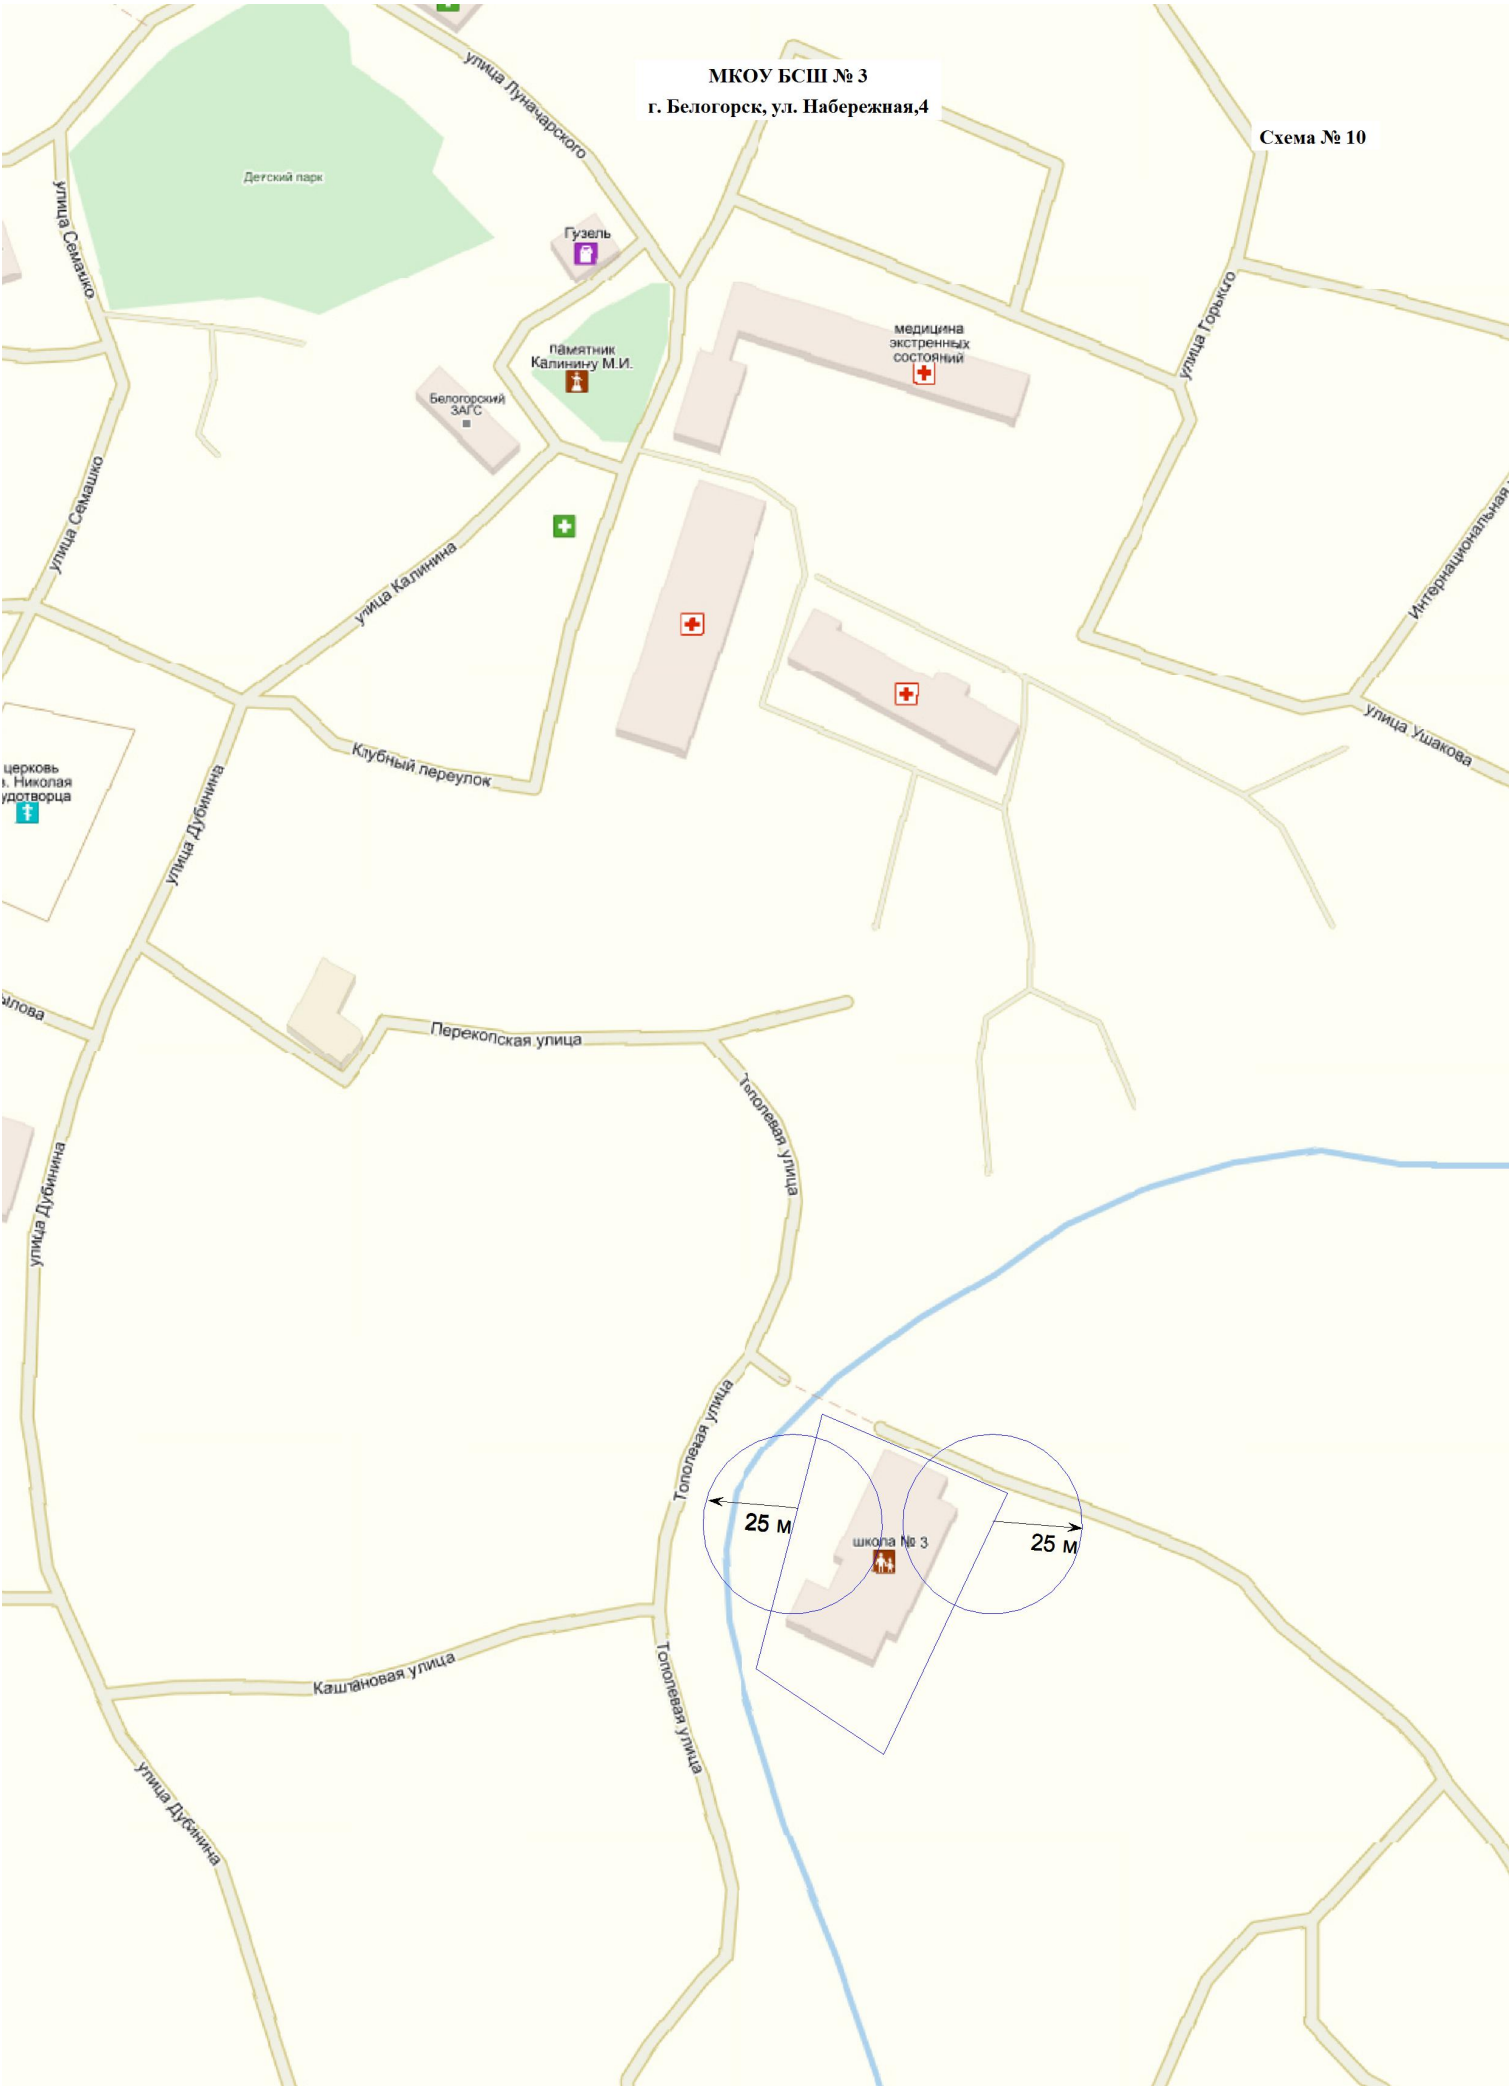 МКОУ БСШ № 3
г. Белогорск, ул. Набережная,4
Схема № 10
улица Луначарского
Детский парк
улица Семашко
Гузель
улица Горького
медицина
экстренных
состояний
памятник
Калинину М.И.
Белогорский
ЗАГС
улица Семашко
Интернациональная
улица Калинина
улица Ушакова
Клубный переулок
церковь
в. Николая
удотворца
улица Дубинина
ылова
Перекопская улица
Тополевая улица
улица Дубинина
Тополевая улица
25 м
школа № 3
25 м
Каштановая улица
Тополевая улица
улица Дубинина